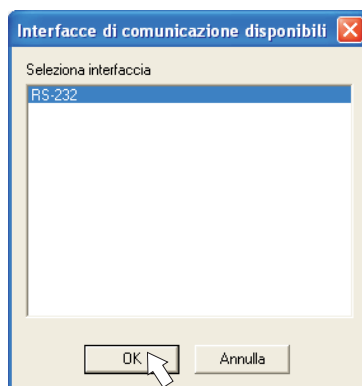 Interfacce di comunicazione disponibili
Seleziona interfaccia
RS-232
OK
Annulla